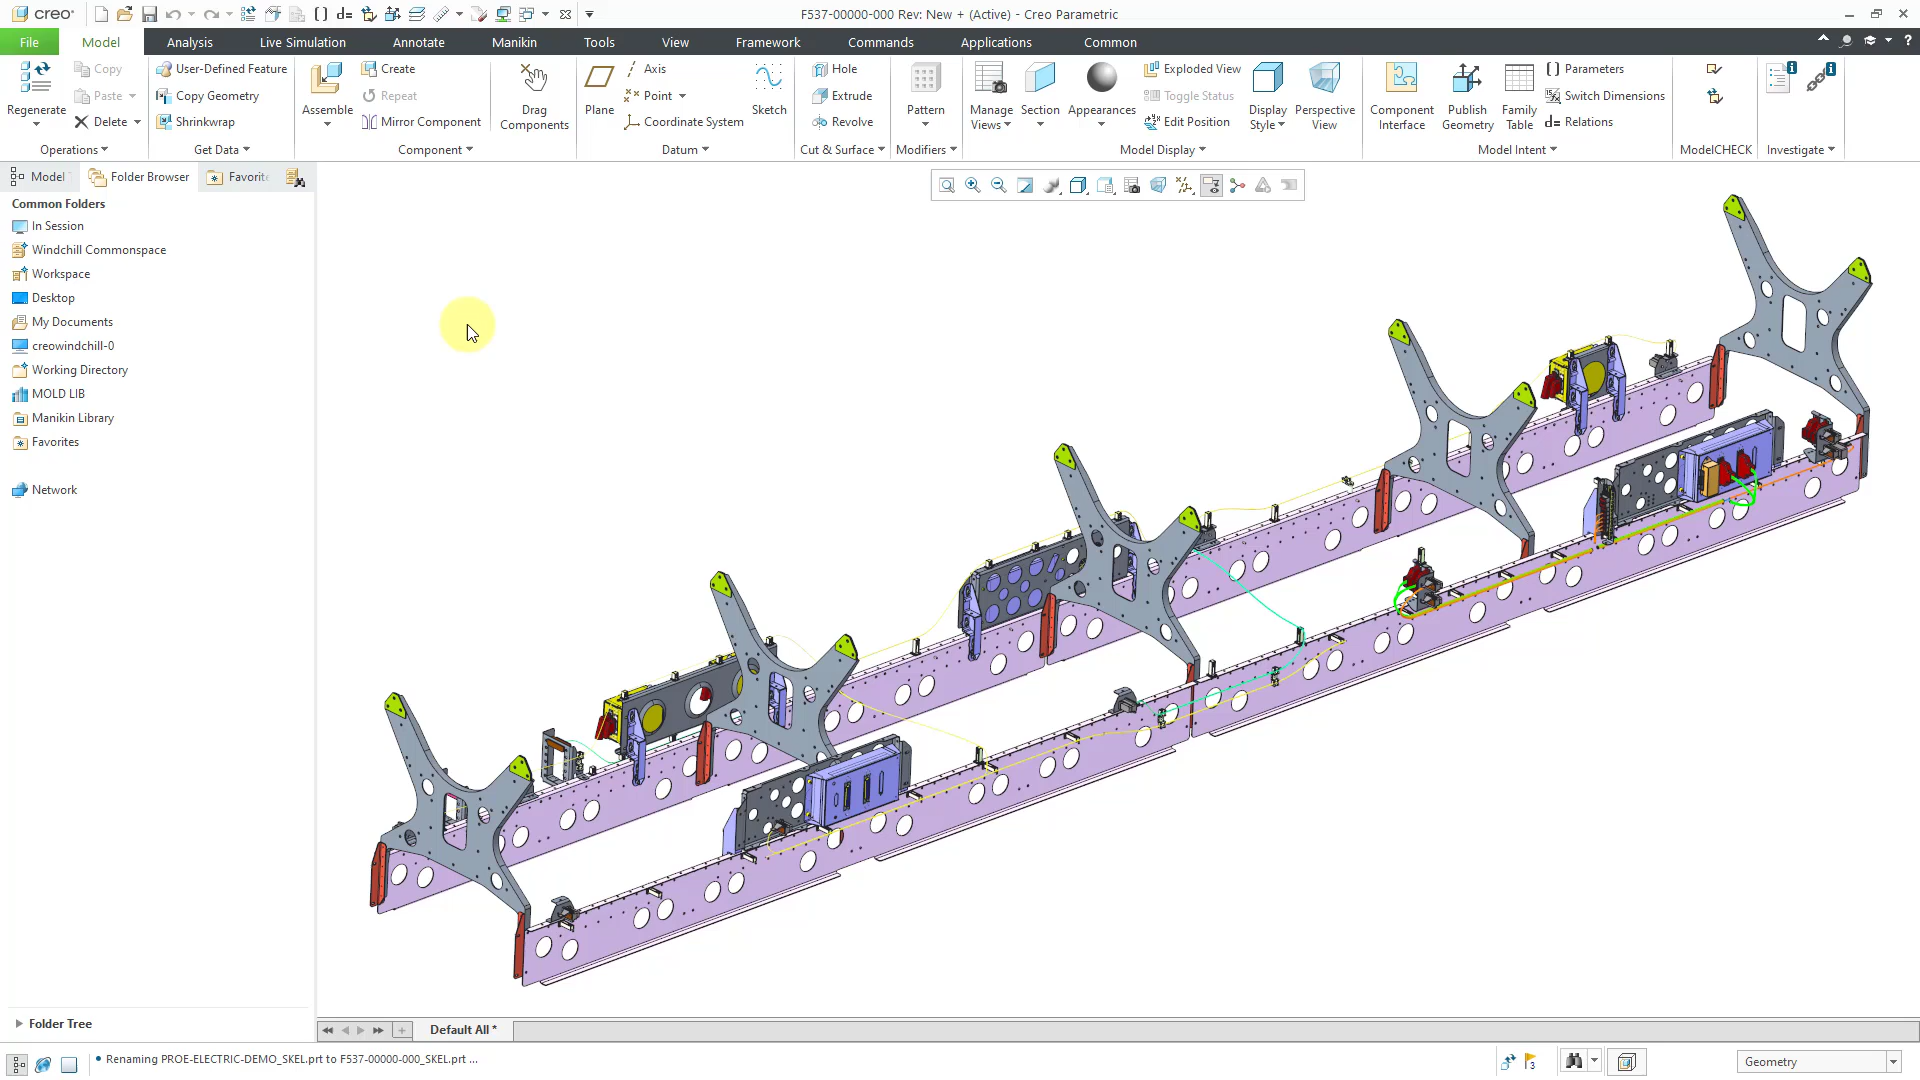 creo
F537-00000-000 Rev: New + (Active) - Creo Parametric
File
Model
Analysis
Live Simulation
Annotate
Manikin
Tools
View
Framework
Commands
Applications
Common
Regenerate
Copy
Paste
Delete
Operations
User-Defined Feature
Copy Geometry
Shrinkwrap
Get Data
Assemble
Create
Repeat
Mirror Component
Component
Drag Components
Plane
Axis
Point
Coordinate System
Sketch
Datum
Hole
Extrude
Revolve
Cut & Surface
Pattern
Modifiers
Manage Views
Section
Appearances
Exploded View
Toggle Status
Edit Position
Display Style
Perspective View
Model Display
Component Interface
Publish Geometry
Family Table
Parameters
Switch Dimensions
d= Relations
Model Intent
ModelCHECK
Investigate
Model
Folder Browser
Favorit
Common Folders
In Session
Windchill Commonspace
Workspace
Desktop
My Documents
creowindchill-0
Working Directory
MOLD LIB
Manikin Library
Favorites
Network
Folder Tree
Default All *
• Renaming PROE-ELECTRIC-DEMO_SKEL.prt to F537-00000-000_SKEL.prt ...
3
Geometry